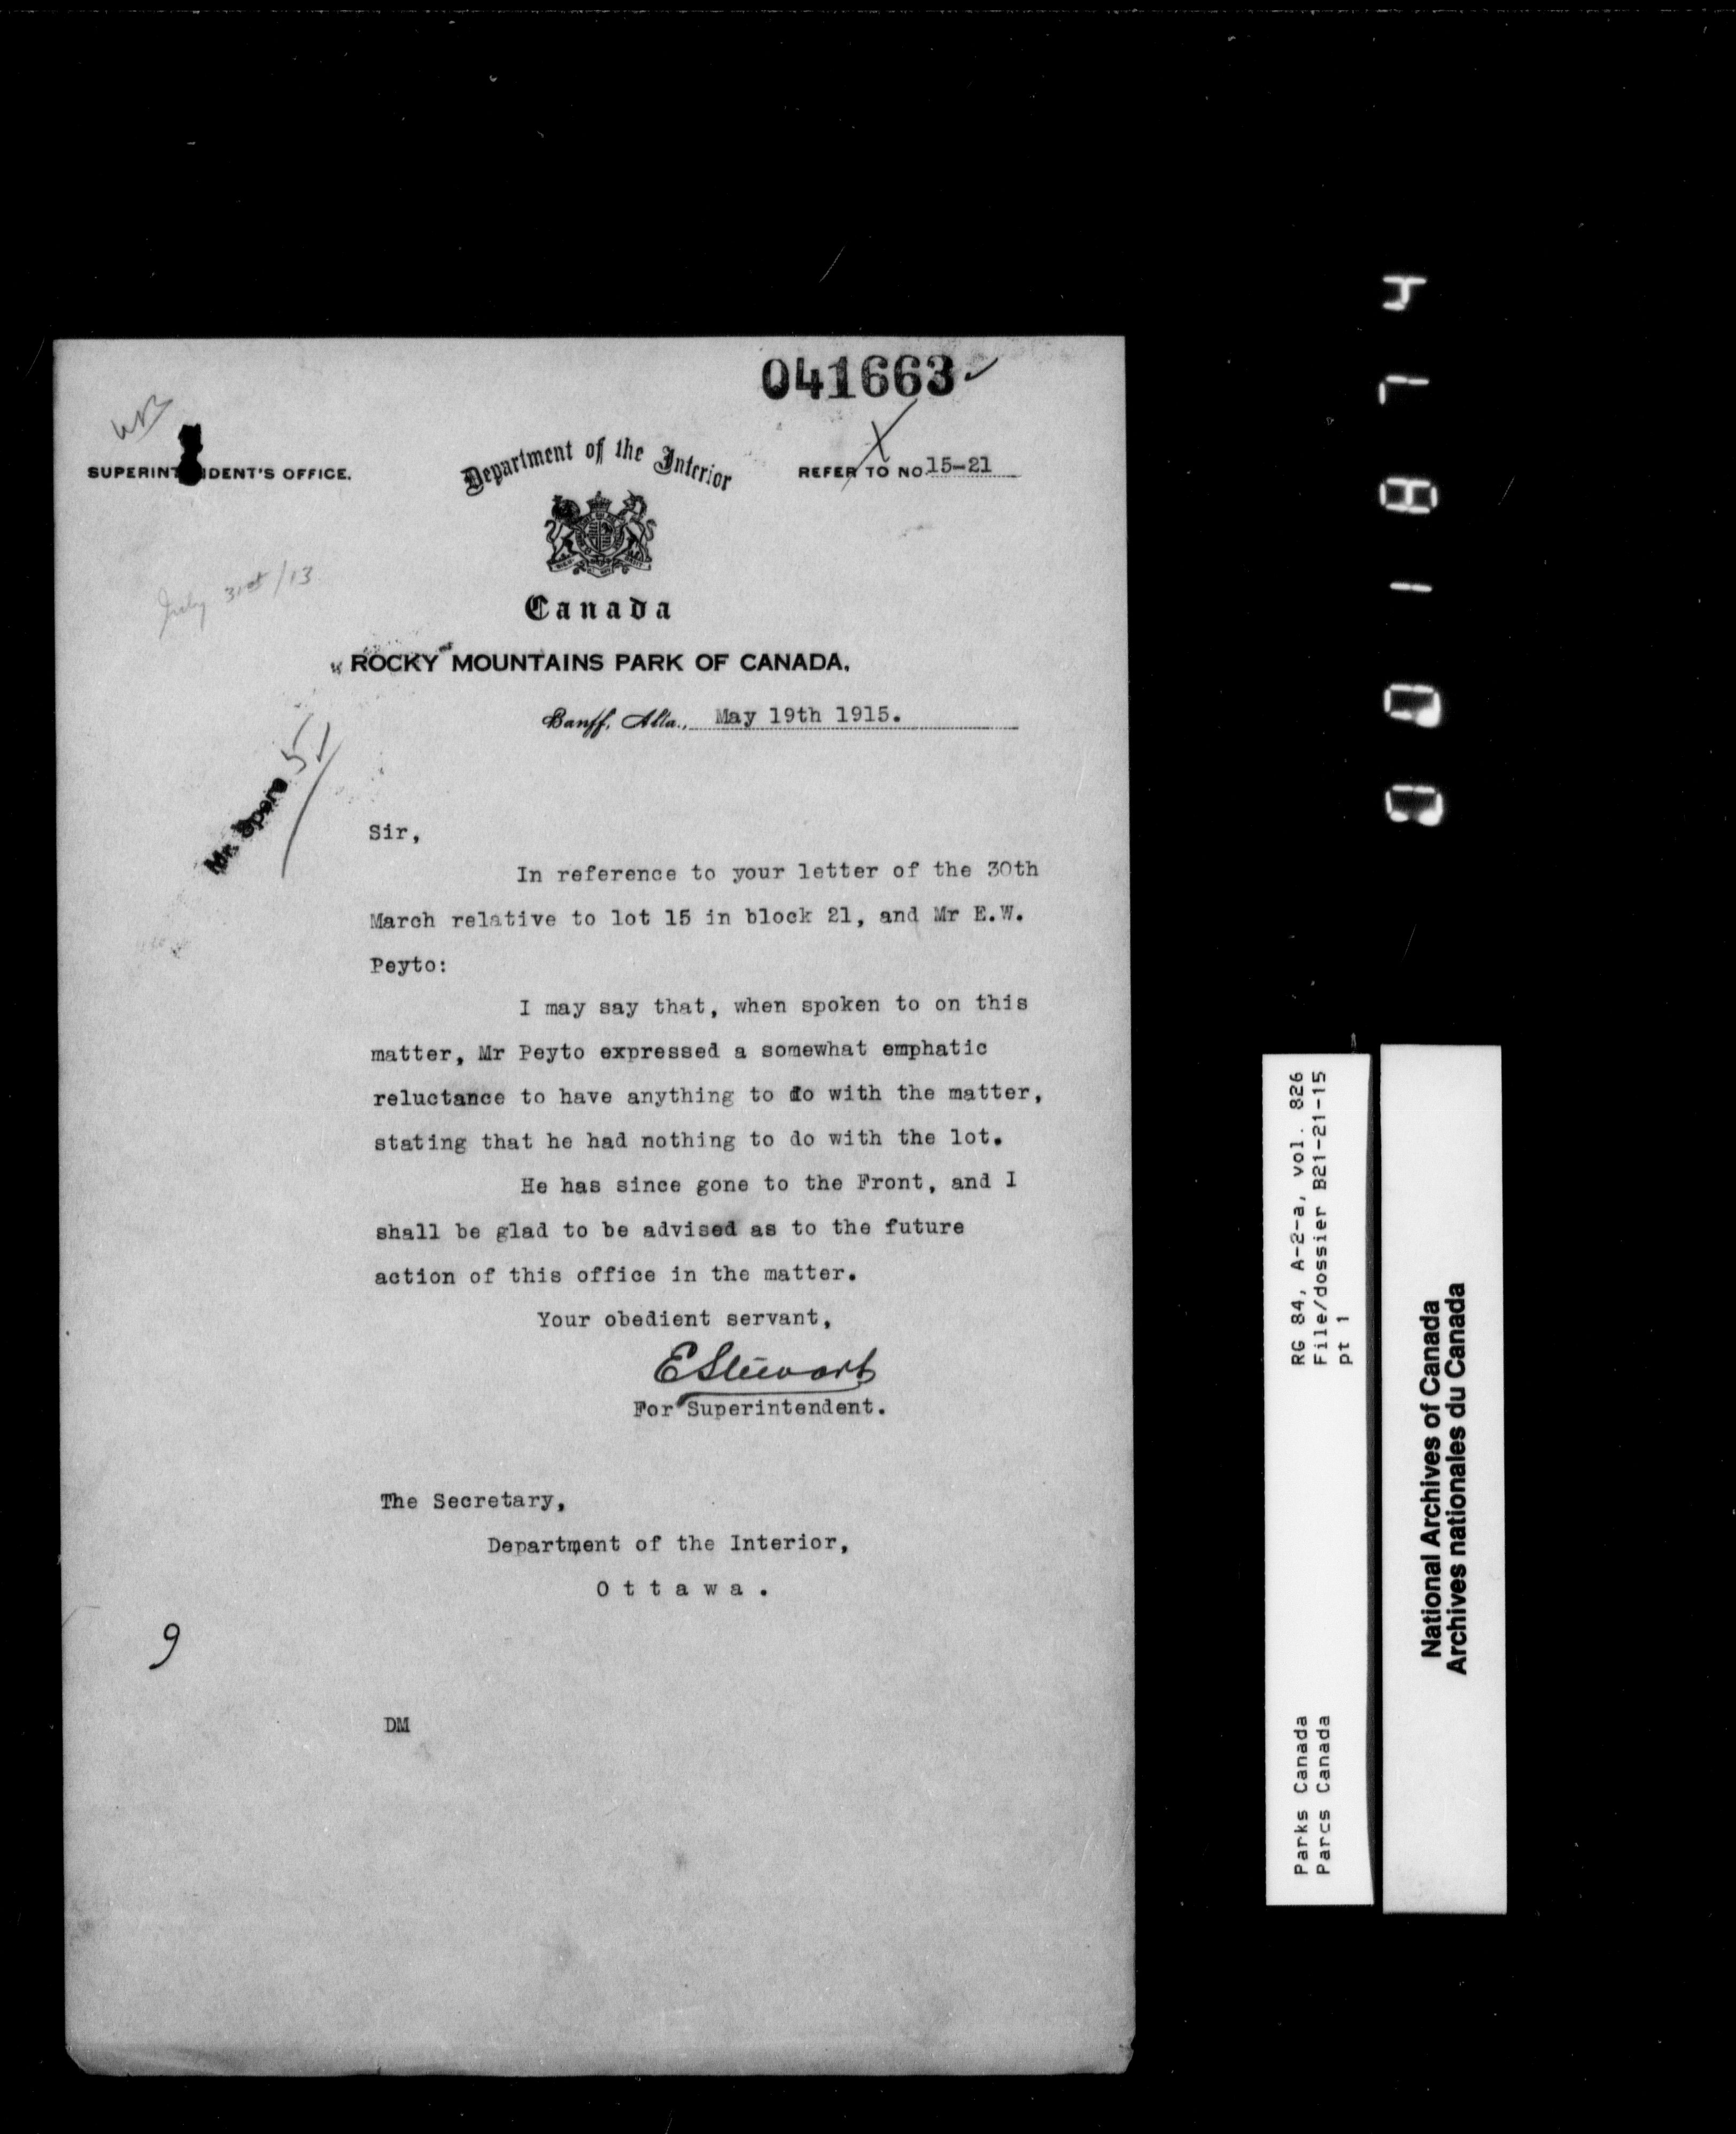 041663
SUPERIN IDENT'S OFFICE.
Department of the Interior
REFER TO NO. 15-21
Canada
July 31st/13
ROCKY MOUNTAINS PARK OF CANADA,
Banff, Alta., May 19th 1915.
Mr. Spero
Sir,
In reference to your letter of the 30th
March relative to lot 15 in block 21, and Mr E.W.
Peyto:
I may say that, when spoken to on this
matter, Mr Peyto expressed a somewhat emphatic
reluctance to have anything to do with the matter,
stating that he had nothing to do with the lot.
He has since gone to the Front, and I
shall be glad to be advised as to the future
action of this office in the matter.
Your obedient servant,
EStewart
For Superintendent.
The Secretary,
Department of the Interior,
Ottawa.
9
DM
RG 84, A-2-a, vol. 826
File/dossier B21-21-15
pt 1
Parks Canada
Parcs Canada
National Archives of Canada
Archives nationales du Canada